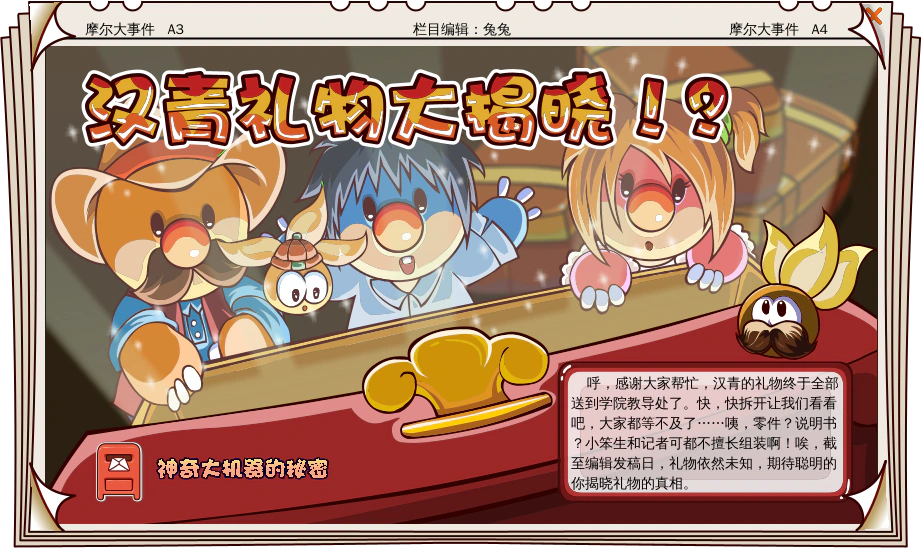 摩尔大事件 A3
栏目编辑：兔兔
摩尔大事件 A4
汉青礼物大揭晓！？
呼，感谢大家帮忙，汉青的礼物终于全部
送到学院教导处了。快，快拆开让我们看看
吧，大家都等不及了……咦，零件？说明书
？小笨生和记者可都不擅长组装啊！唉，截
至编辑发稿日，礼物依然未知，期待聪明的
你揭晓礼物的真相。
神奇大机器的秘密